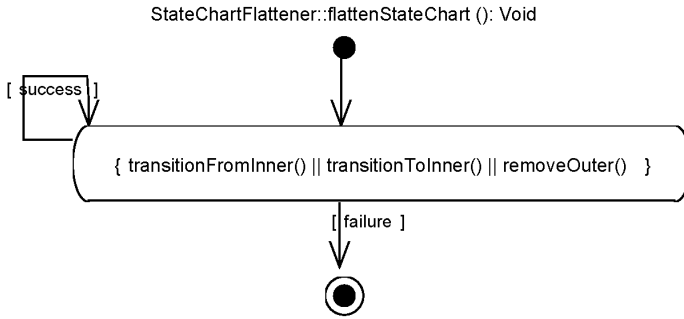 StateChartFlattener::flattenStateChart (): Void
[ success ]
{ transitionFromInner() || transitionToInner() || removeOuter() }
[ failure ]